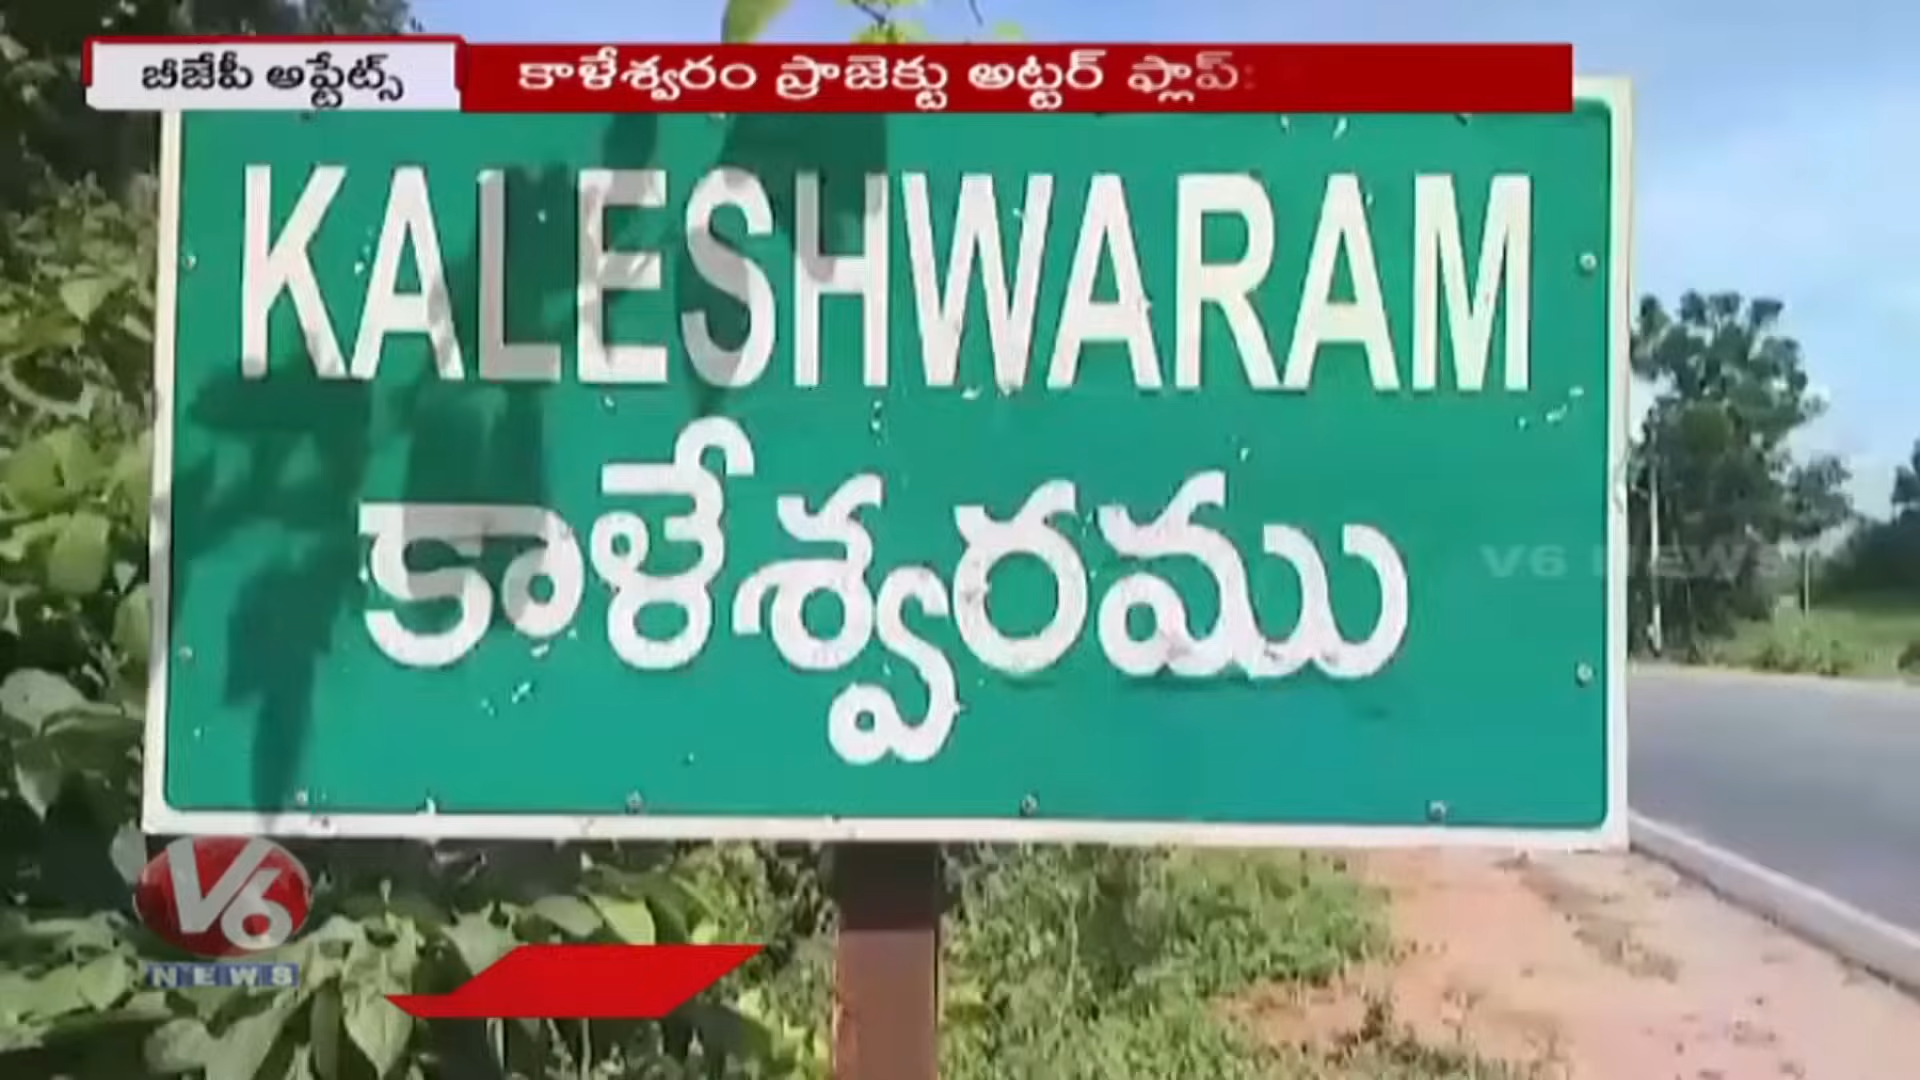 బీజేపీ అప్డేట్స్
కాళేశ్వరం ప్రాజెక్టు అట్టర్ ఫ్లాప్:
KALESHWARAM
కాళేశ్వరము
V6 NEWS
V6
NEWS